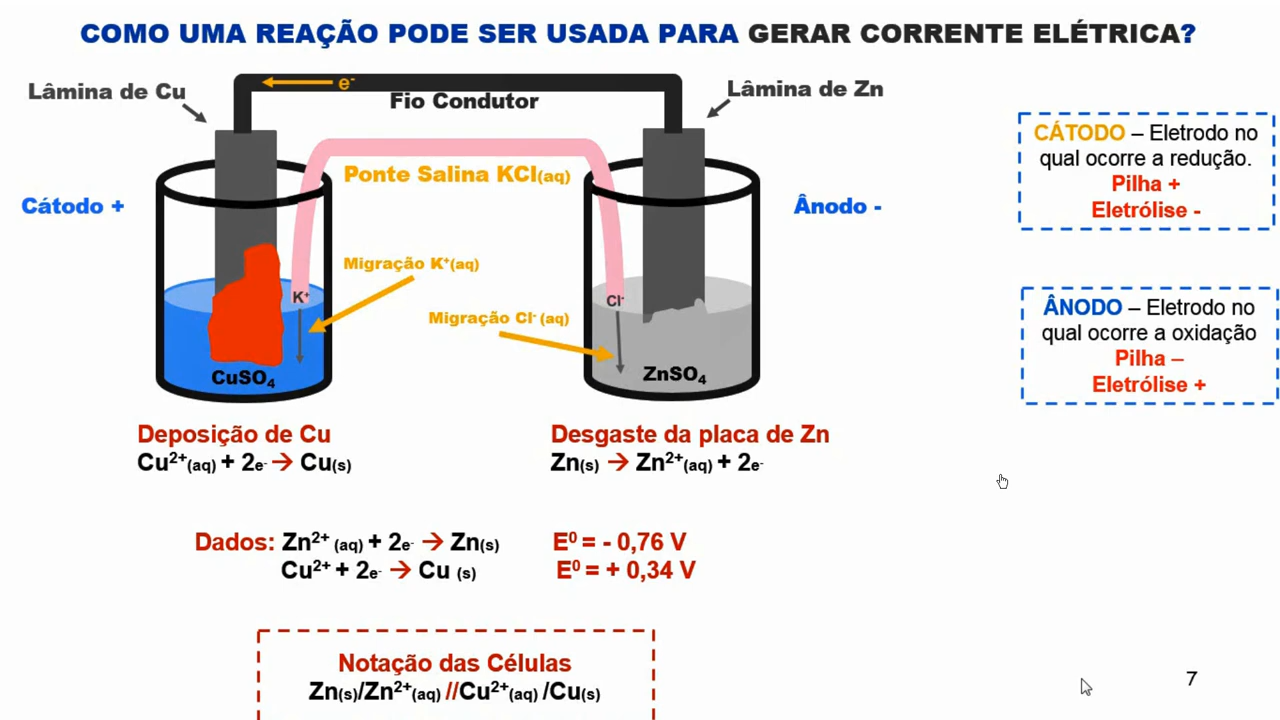 COMO UMA REAÇÃO PODE SER USADA PARA GERAR CORRENTE ELÉTRICA?
e-
Lâmina de Cu
Fio Condutor
Lâmina de Zn
Ponte Salina KCl(aq)
Cátodo +
Ânodo -
Migração K+(aq)
K+
Cl-
Migração Cl- (aq)
CuSO4
ZnSO4
CÁTODO – Eletrodo no
qual ocorre a redução.
Pilha +
Eletrólise -
ÂNODO – Eletrodo no
qual ocorre a oxidação
Pilha –
Eletrólise +
Deposição de Cu
Cu2+(aq) + 2e- → Cu(s)
Desgaste da placa de Zn
Zn(s) → Zn2+(aq) + 2e-
Dados: Zn2+ (aq) + 2e- → Zn(s) E0 = - 0,76 V
Cu2+ + 2e- → Cu (s) E0 = + 0,34 V
Notação das Células
Zn(s)/Zn2+(aq) //Cu2+(aq) /Cu(s)
7